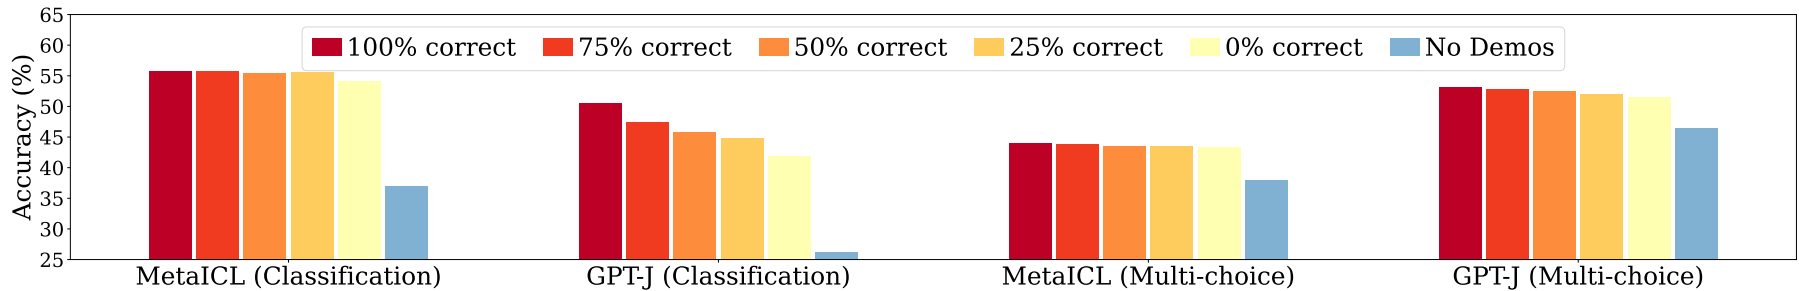 Accuracy (%)
65
60
55
50
45
40
35
30
25
100% correct
75% correct
50% correct
25% correct
0% correct
No Demos
MetaICL (Classification)
GPT-J (Classification)
MetaICL (Multi-choice)
GPT-J (Multi-choice)